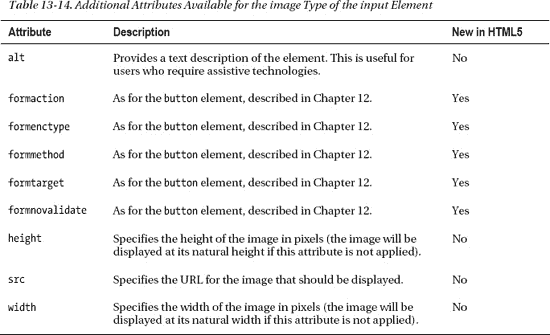 Table 13-14. Additional Attributes Available for the image Type of the input Element
Attribute Description New in HTML5
alt Provides a text description of the element. This is useful for No
users who require assistive technologies.
formaction As for the button element, described in Chapter 12. Yes
formenctype As for the button element, described in Chapter 12. Yes
formmethod As for the button element, described in Chapter 12. Yes
formtarget As for the button element, described in Chapter 12. Yes
formnovalidate As for the button element, described in Chapter 12. Yes
height Specifies the height of the image in pixels (the image will be No
displayed at its natural height if this attribute is not applied).
src Specifies the URL for the image that should be displayed. No
width Specifies the width of the image in pixels (the image will be No
displayed at its natural width if this attribute is not applied).